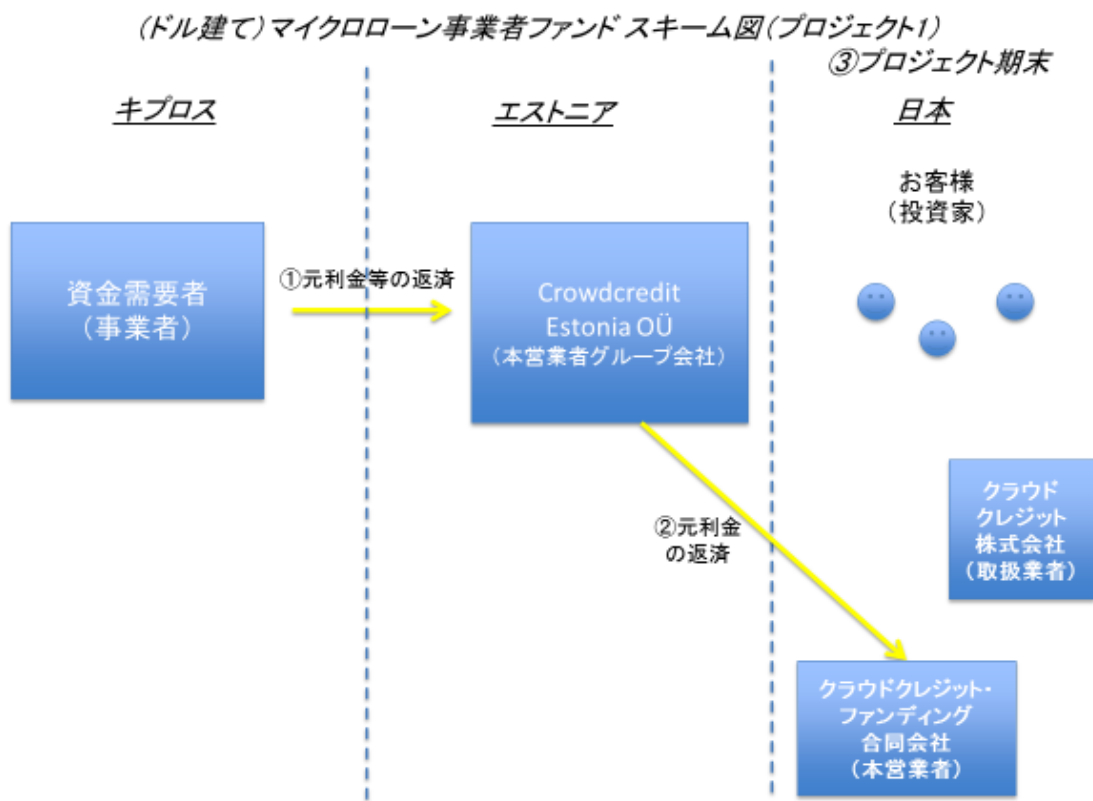 (ドル建て)マイクロローン事業者ファンド スキーム図(プロジェクト1)
③プロジェクト期末
キプロス
エストニア
日本
お客様
(投資家)
資金需要者
(事業者)
①元利金等の返済
Crowdcredit
Estonia OÜ
(本営業者グループ会社)
②元利金
の返済
クラウド
クレジット
株式会社
(取扱業者)
クラウドクレジット・
ファンディング
合同会社
(本営業者)